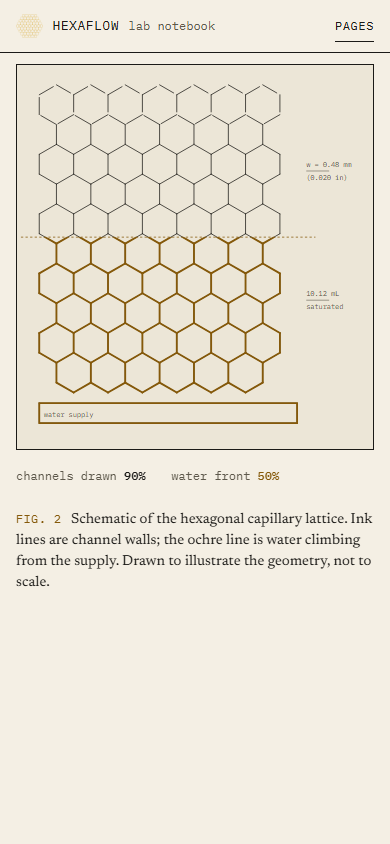 HEXAFLOW lab notebook
PAGES
w = 0.48 mm
(0.020 in)
10.12 mL
saturated
water supply
channels drawn 90% water front 50%
FIG. 2 Schematic of the hexagonal capillary lattice. Ink
lines are channel walls; the ochre line is water climbing
from the supply. Drawn to illustrate the geometry, not to
scale.